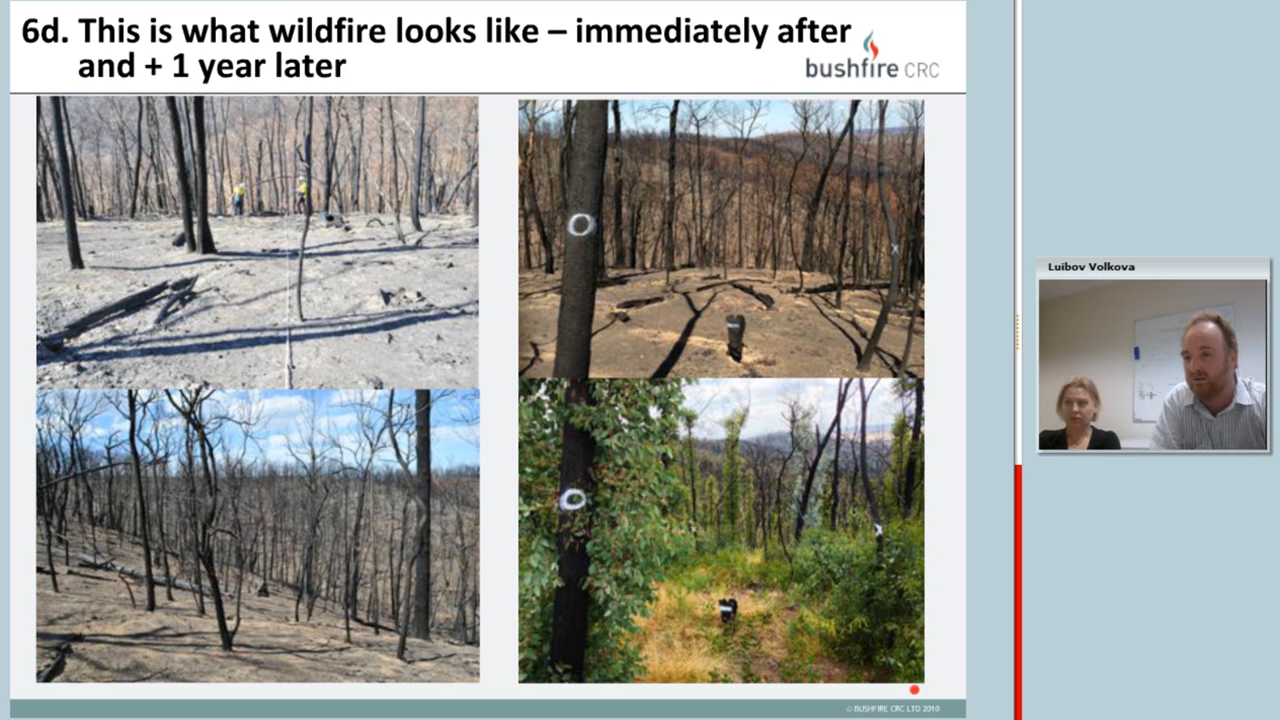 6d. This is what wildfire looks like – immediately after
and + 1 year later
bushfire CRC
Luibov Volkova
© BUSHFIRE CRC LTD 2010